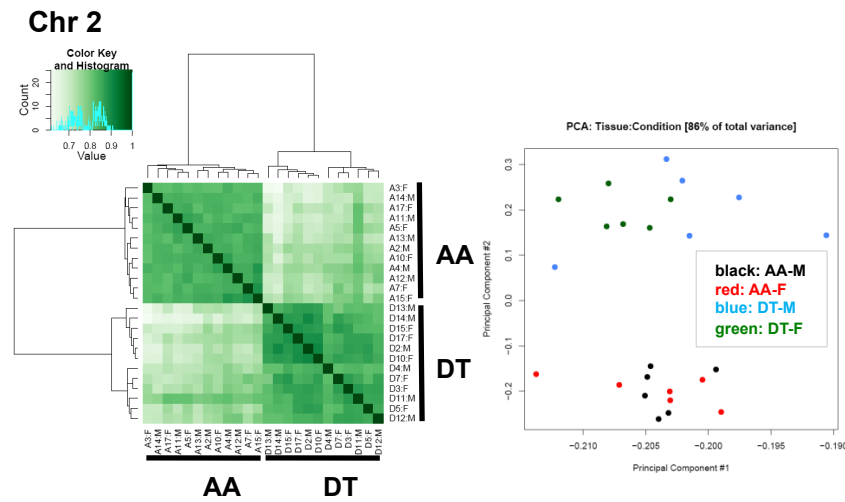 Chr 2
Color Key
and Histogram
Count
0 5 10 20
0.7 0.8 0.9 1
Value
A3:F
A14:M
A17:F
A11:M
A5:F
A13:M
A2:M
A10:F
A4:M
A12:M
A7:F
A15:F
D13:M
D14:M
D15:F
D17:F
D2:M
D10:F
D4:M
D7:F
D3:F
D11:M
D5:F
D12:M
AA
DT
A3:F
A14:M
A17:F
A11:M
A5:F
A13:M
A2:M
A10:F
A4:M
A12:M
A7:F
A15:F
D13:M
D14:M
D15:F
D17:F
D2:M
D10:F
D4:M
D7:F
D3:F
D11:M
D5:F
D12:M
AA DT
PCA: Tissue:Condition [86% of total variance]
Principal Component #2
0.3
0.2
0.1
0.0
−0.1
−0.2
black: AA-M
red: AA-F
blue: DT-M
green: DT-F
−0.210 −0.205 −0.200 −0.195 −0.190
Principal Component #1